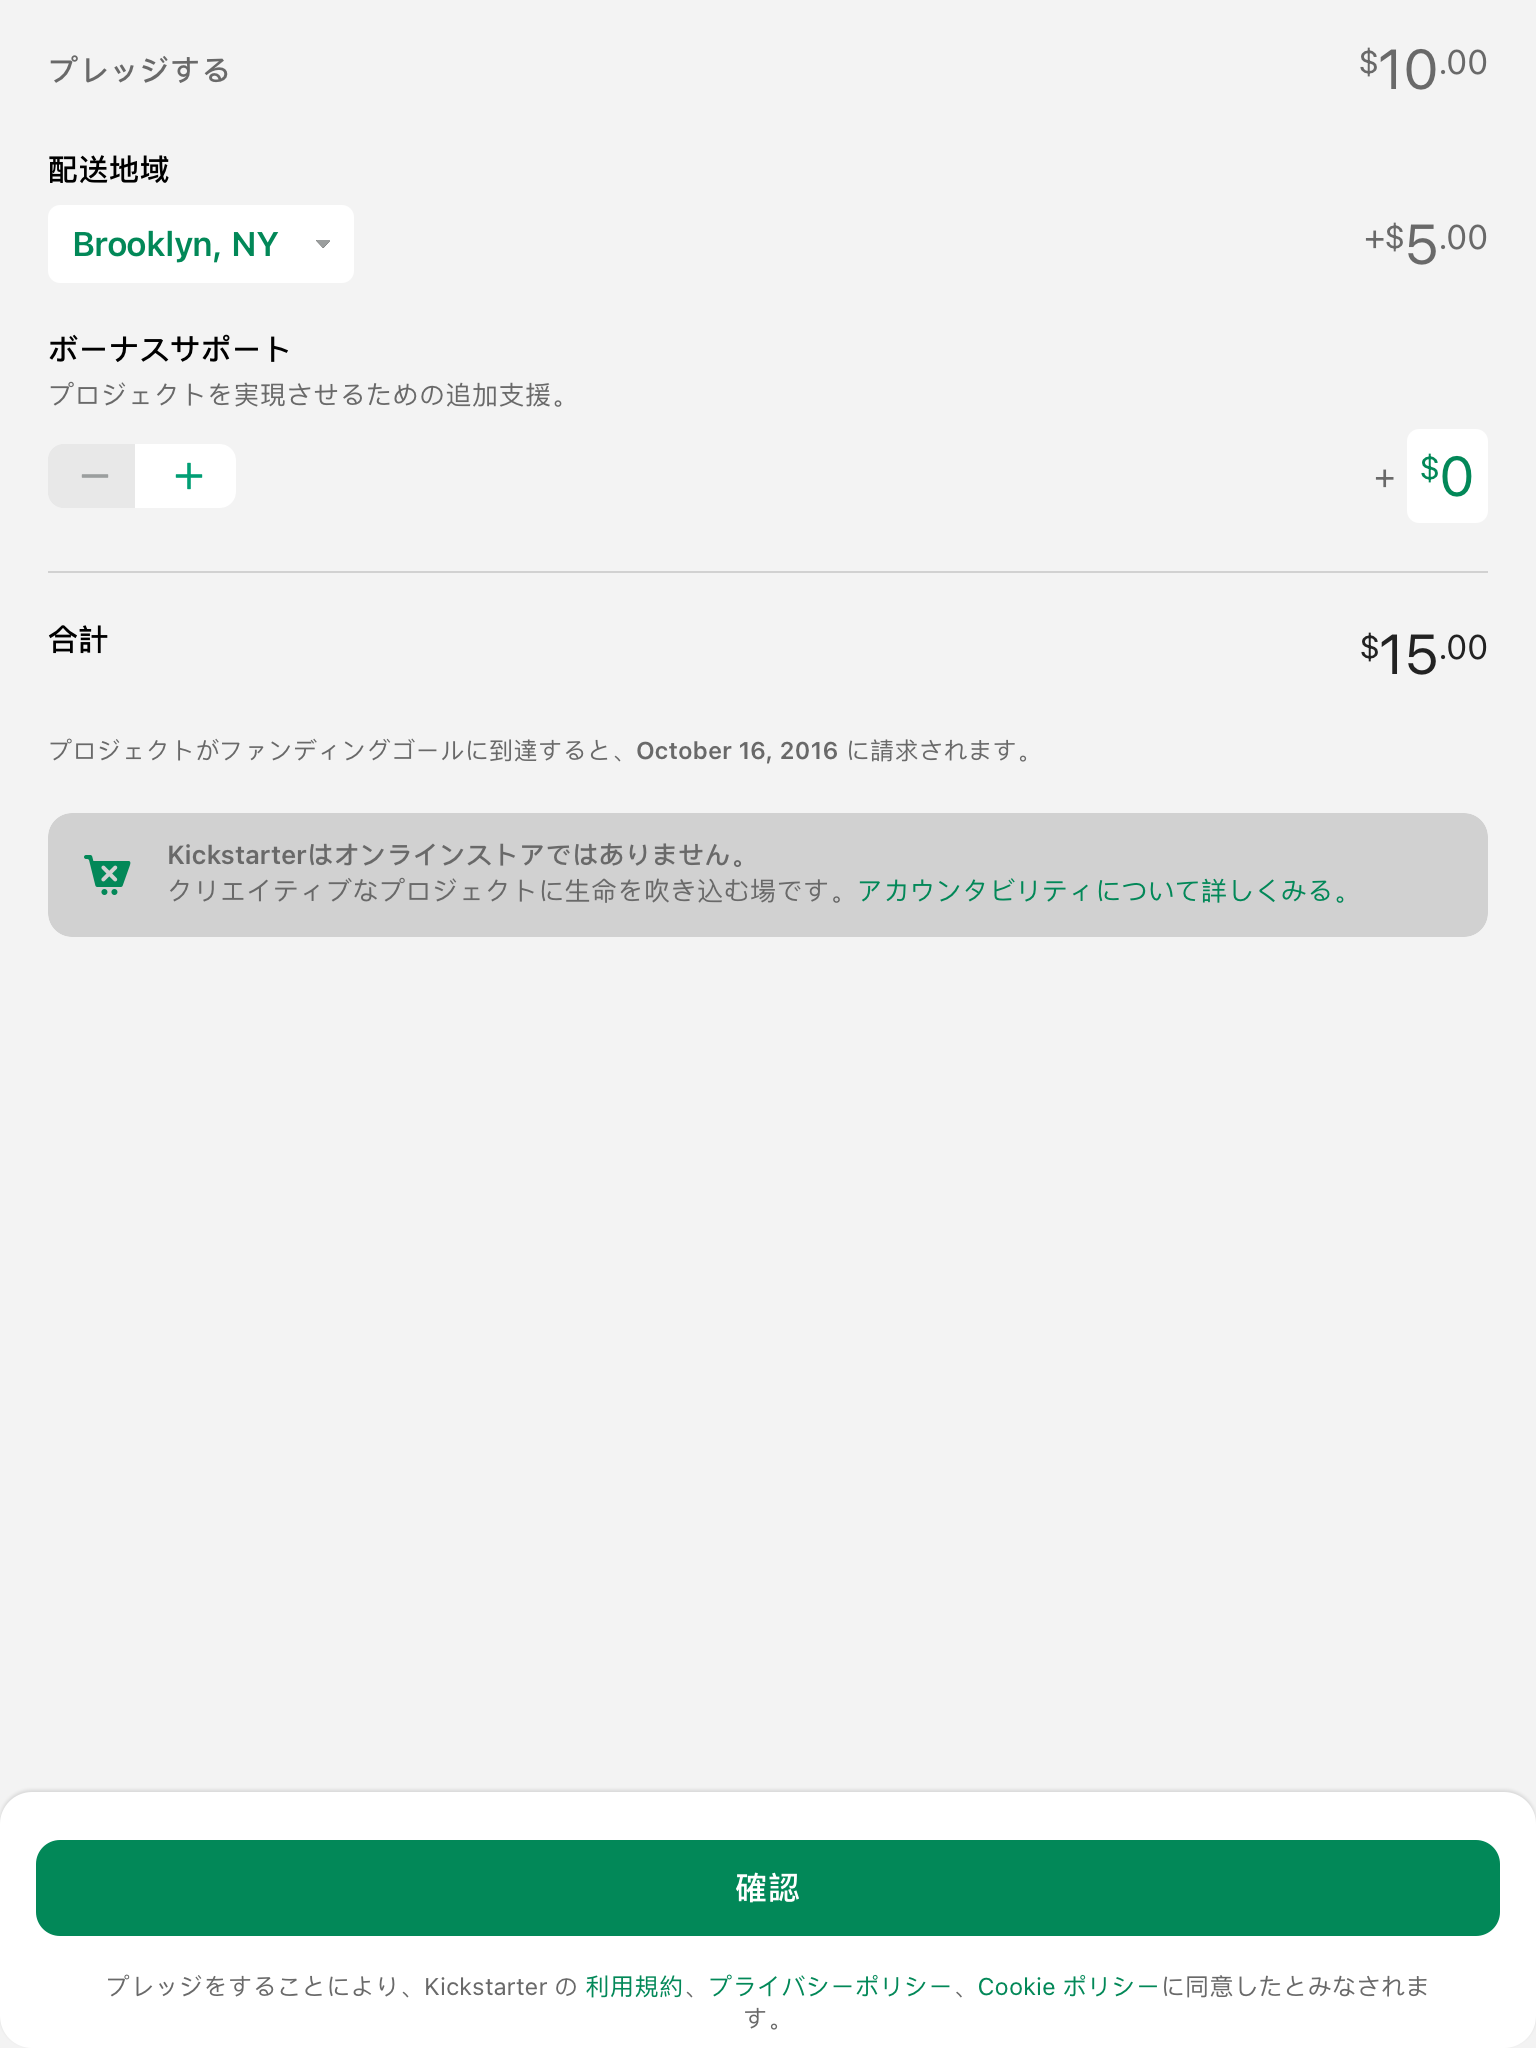 プレッジする $10.00
配送地域
Brooklyn, NY +$5.00
ボーナスサポート
プロジェクトを実現させるための追加支援。
− + + $0
合計 $15.00
プロジェクトがファンディングゴールに到達すると、October 16, 2016 に請求されます。
Kickstarterはオンラインストアではありません。
クリエイティブなプロジェクトに生命を吹き込む場です。アカウンタビリティについて詳しくみる。
確認
プレッジをすることにより、Kickstarter の 利用規約、プライバシーポリシー、Cookie ポリシーに同意したとみなされま
す。